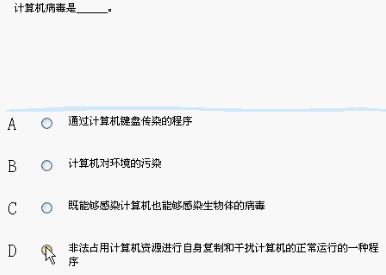 计算机病毒是______。
A 通过计算机键盘传染的程序
B 计算机对环境的污染
C 既能够感染计算机也能够感染生物体的病毒
D 非法占用计算机资源进行自身复制和干扰计算机的正常运行的一种程
序